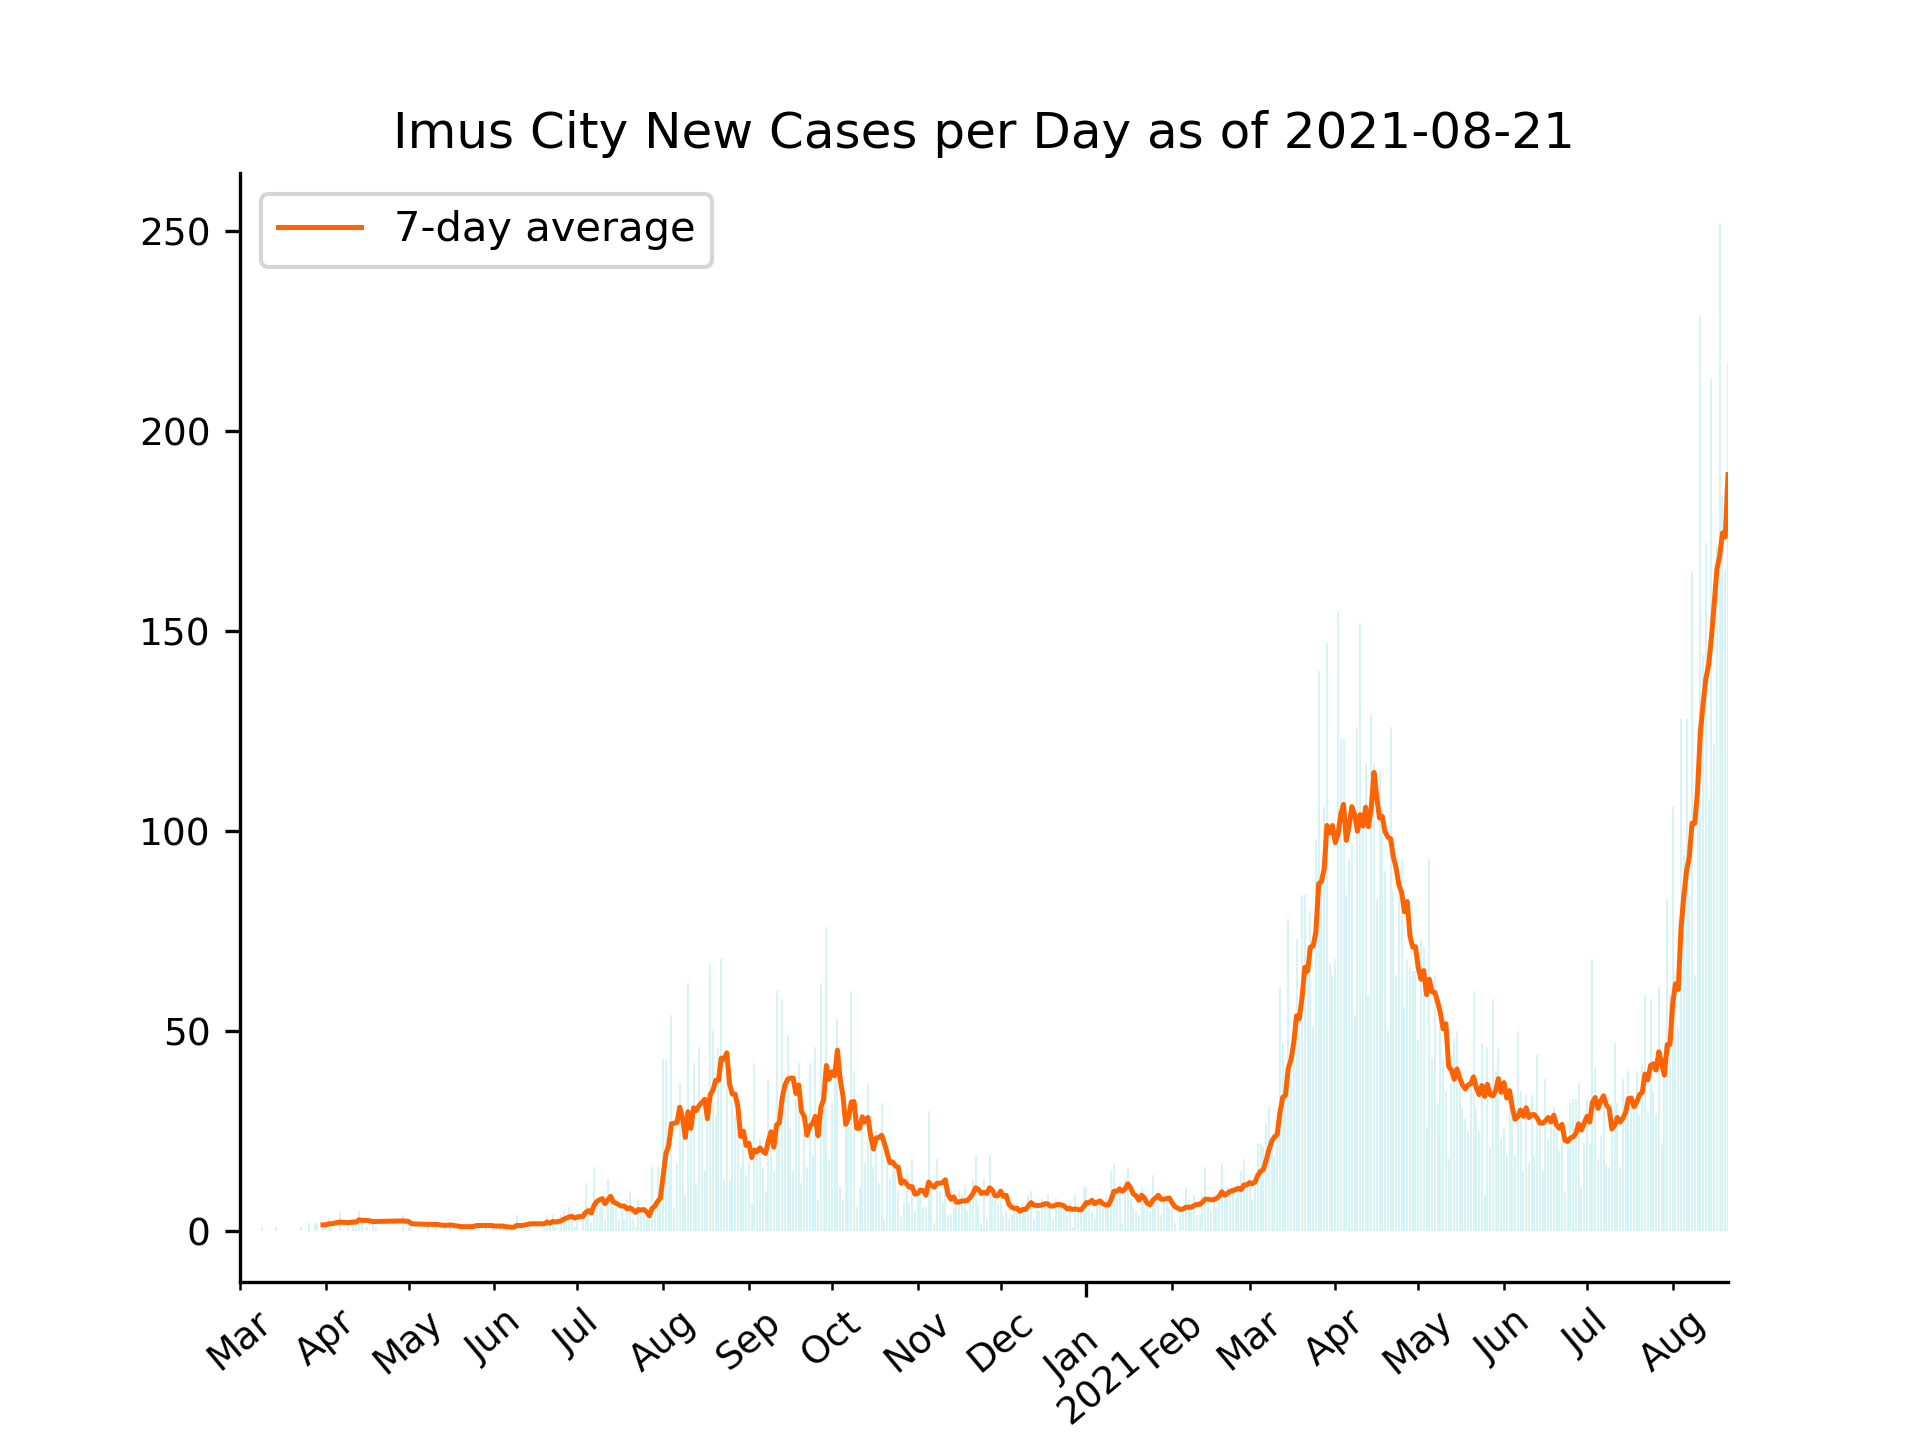 Imus City New Cases per Day as of 2021-08-21
7-day average
250
200
150
100
50
0
Mar Apr May Jun Jul Aug Sep Oct Nov Dec Jan Feb Mar Apr May Jun Jul Aug
2021